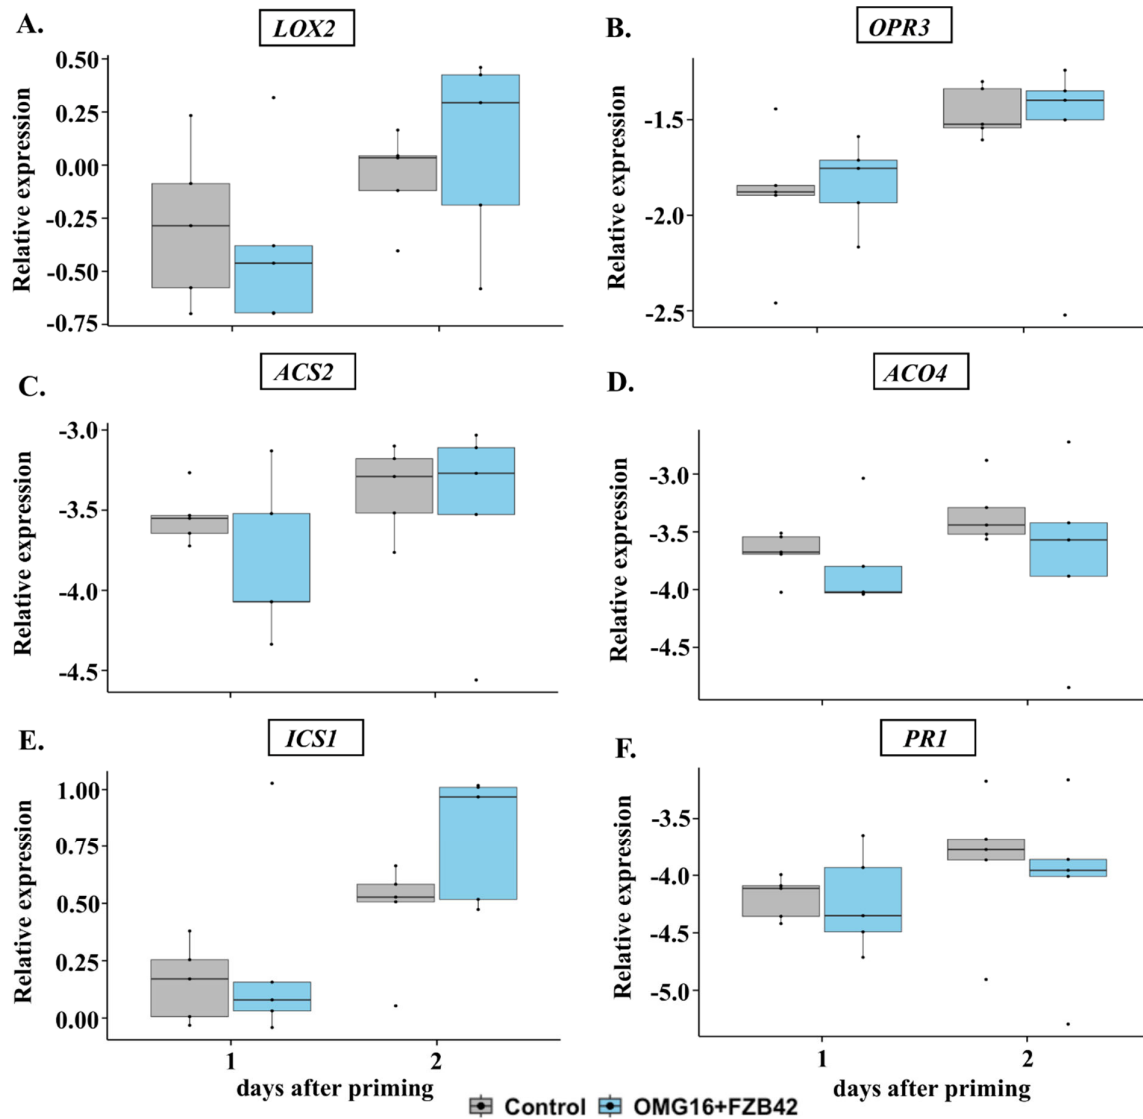 A.
LOX2
B.
OPR3
Relative expression
0.50
0.25
0.00
-0.25
-0.50
-0.75
Relative expression
-1.5
-2.0
-2.5
C.
ACS2
D.
ACO4
Relative expression
-3.0
-3.5
-4.0
-4.5
Relative expression
-3.0
-3.5
-4.0
-4.5
E.
ICS1
F.
PR1
Relative expression
1.00
0.75
0.50
0.25
0.00
1 2
days after priming
Relative expression
-3.5
-4.0
-4.5
-5.0
1 2
days after priming
Control OMG16+FZB42